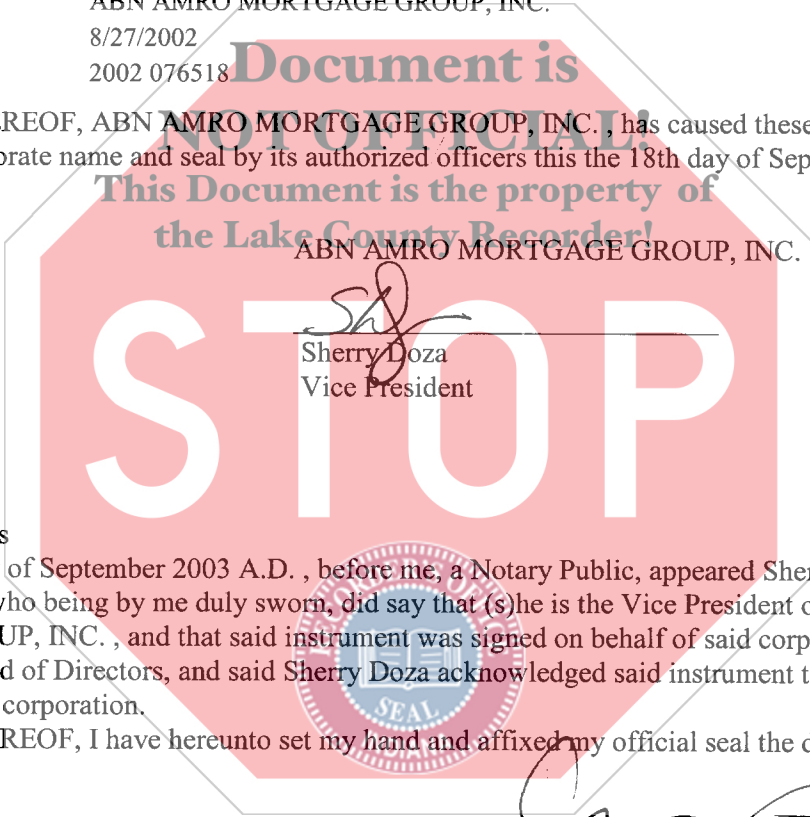 ABN AMRO MORTGAGE GROUP, INC.
8/27/2002
2002 076518
Document is
NOT OFFICIAL!
EREOF, ABN AMRO MORTGAGE GROUP, INC. , has caused these
orate name and seal by its authorized officers this the 18th day of Sep
This Document is the property of
the Lake County Recorder!
ABN AMRO MORTGAGE GROUP, INC.
Sherry Doza
Vice President
STOP
s
of September 2003 A.D. , before me, a Notary Public, appeared Sher
who being by me duly sworn, did say that (s)he is the Vice President o
UP, INC. , and that said instrument was signed on behalf of said corp
d of Directors, and said Sherry Doza acknowledged said instrument t
corporation.
REOF, I have hereunto set my hand and affixed my official seal the d
SEAL